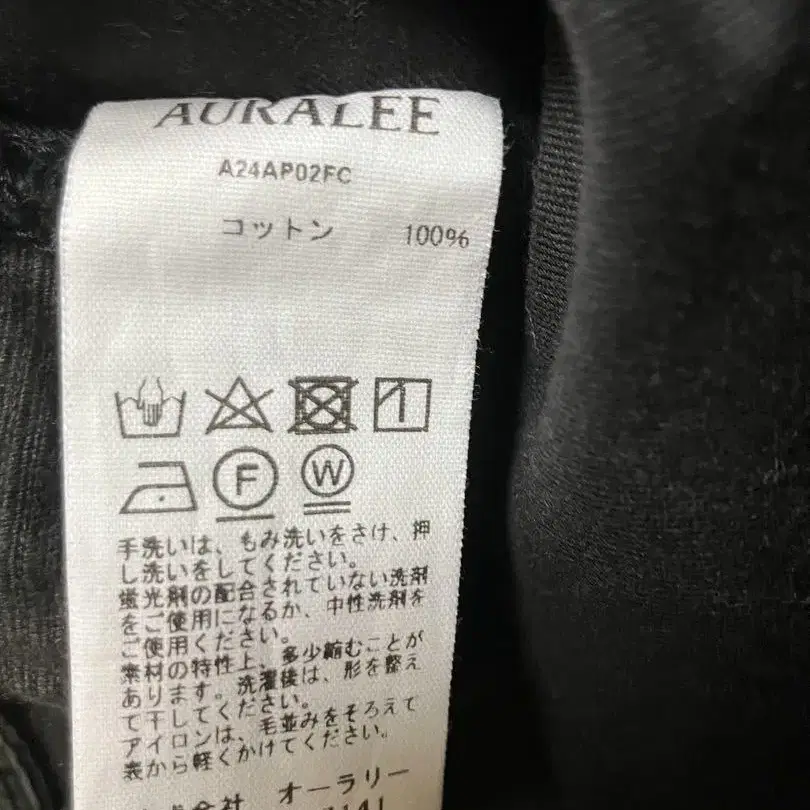 AURALEE
A24AP02FC
コットン 100%
F W
手洗いは、もみ洗いをさけ、押
し洗いをしてください。
蛍光剤の配合されていない洗剤
をご使用になるか、中性洗剤を
ご使用ください。
素材の特性上、多少縮むことが
あります。洗濯後は、形を整え
て干してください。
アイロンは、毛並みをそろえて
表から軽くかけてください。
株式会社 オーラリー